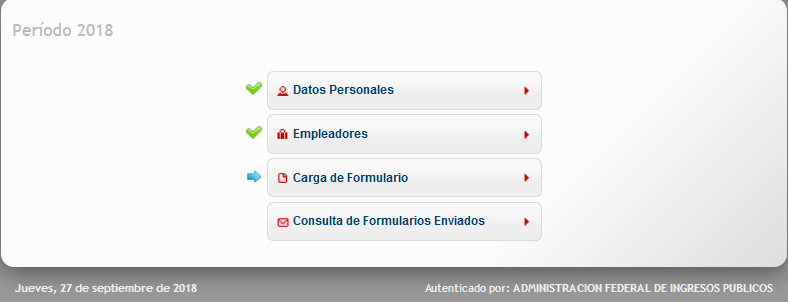 Período 2018
Datos Personales
Empleadores
Carga de Formulario
Consulta de Formularios Enviados
Jueves, 27 de septiembre de 2018
Autenticado por: ADMINISTRACION FEDERAL DE INGRESOS PUBLICOS